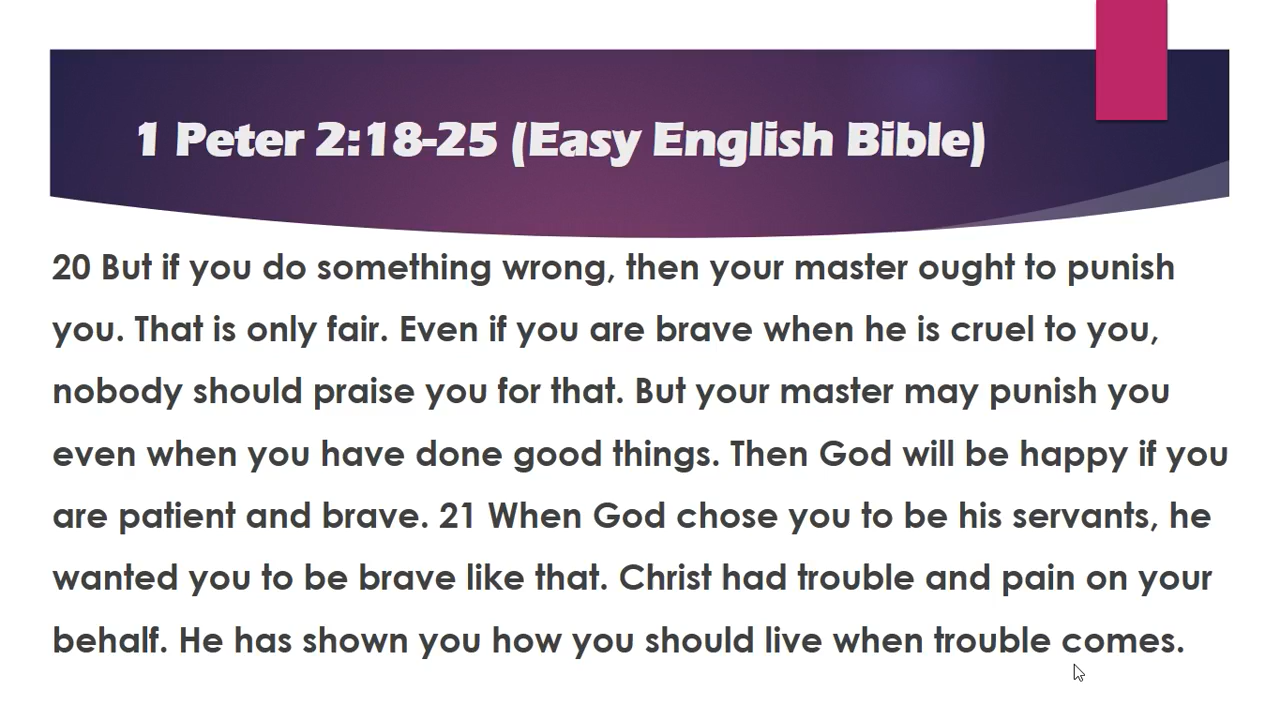 1 Peter 2:18-25 (Easy English Bible)
20 But if you do something wrong, then your master ought to punish
you. That is only fair. Even if you are brave when he is cruel to you,
nobody should praise you for that. But your master may punish you
even when you have done good things. Then God will be happy if you
are patient and brave. 21 When God chose you to be his servants, he
wanted you to be brave like that. Christ had trouble and pain on your
behalf. He has shown you how you should live when trouble comes.